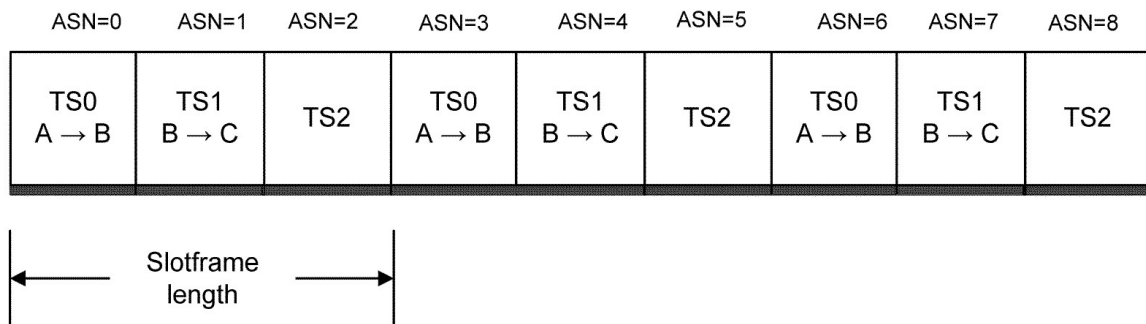 ASN=0 ASN=1 ASN=2 ASN=3 ASN=4 ASN=5 ASN=6 ASN=7 ASN=8
TS0 TS1 TS2 TS0 TS1 TS2 TS0 TS1 TS2
A → B B → C A → B B → C A → B B → C
Slotframe
length